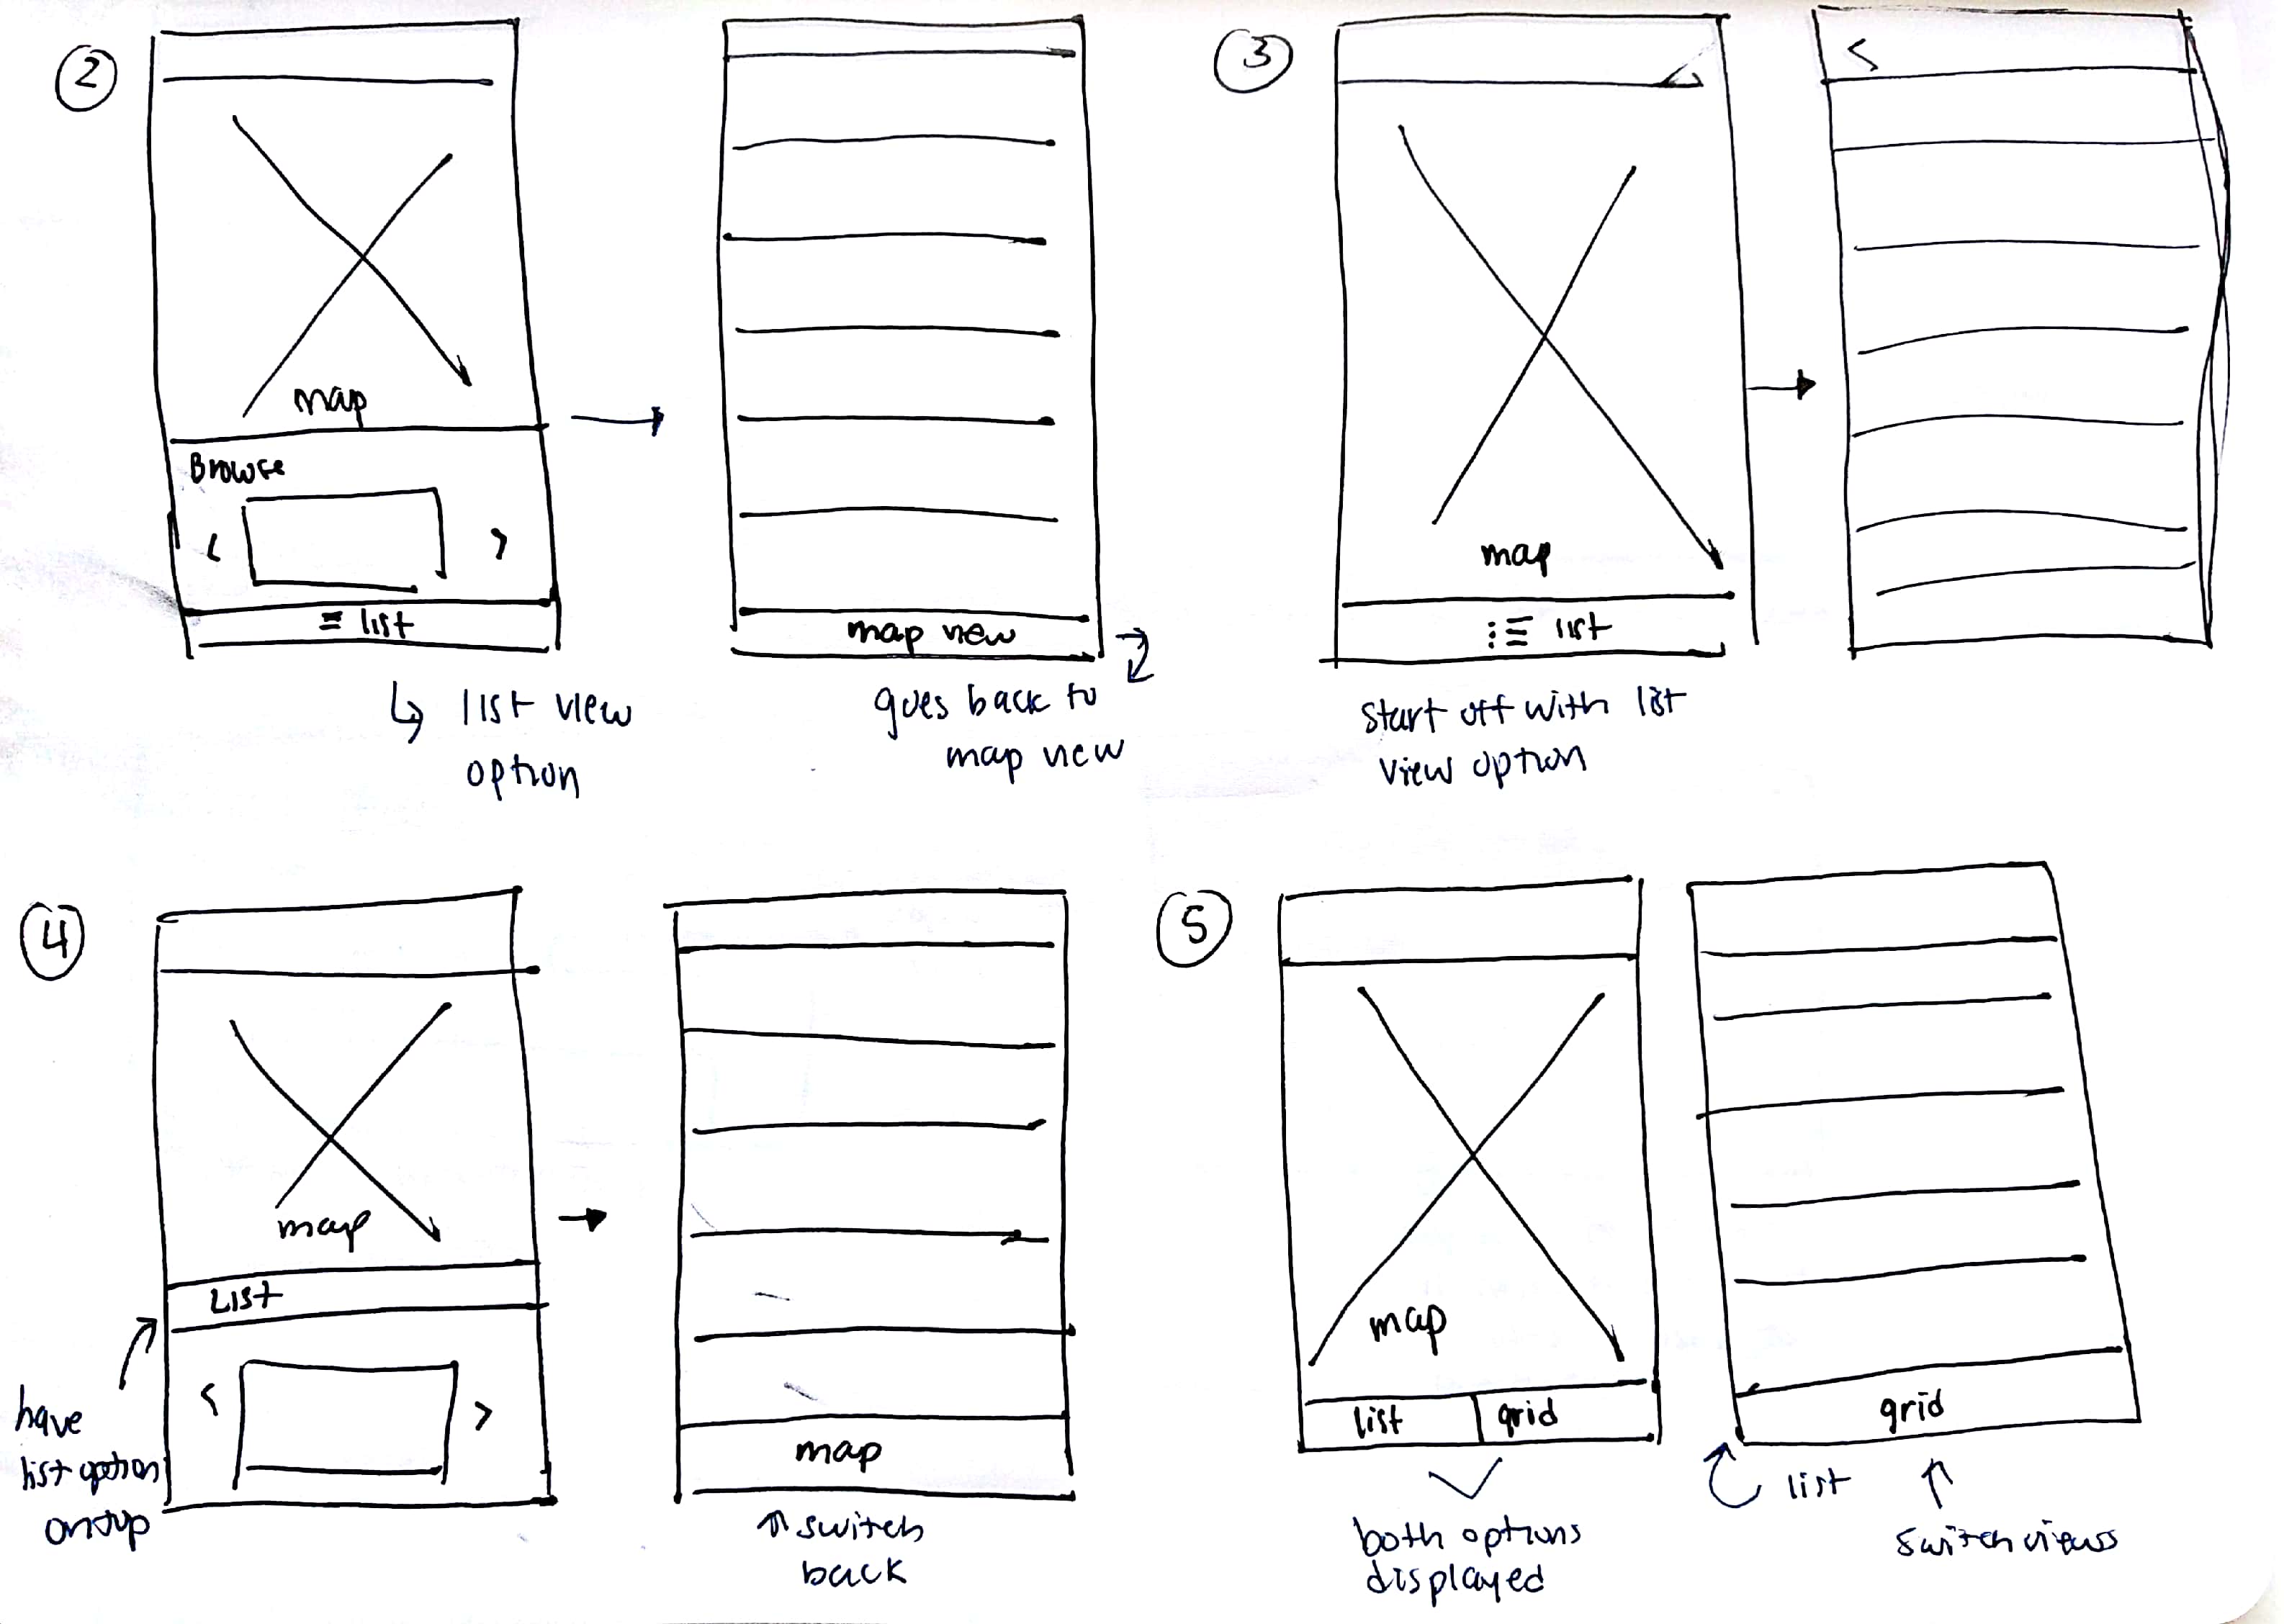 2
map
Browse
< >
≡ list
↳ list view
option
map view
goes back to
map view
3
map
⋮≡ list
start off with list
view option
<
4
map
List
< >
have
list option
on top
map
↑ switch
back
5
map
list grid
both options
displayed
grid
list
switch views